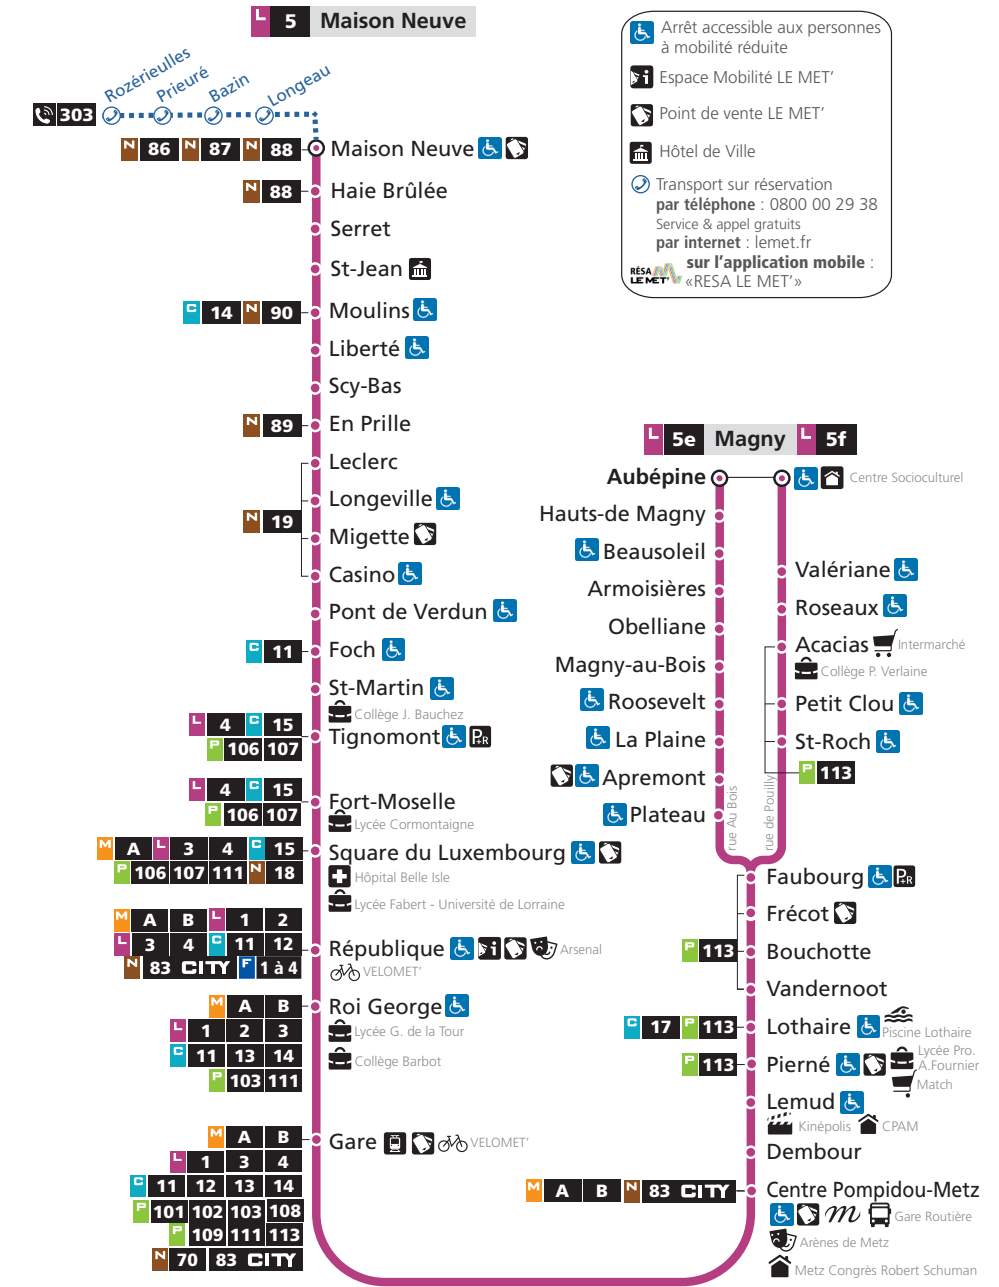 L 5 Maison Neuve
Arrêt accessible aux personnes
à mobilité réduite
i Espace Mobilité LE MET'
Point de vente LE MET'
Hôtel de Ville
Transport sur réservation
par téléphone : 0800 00 29 38
Service & appel gratuits
par internet : lemet.fr
RÉSA LE MET' sur l'application mobile :
«RESA LE MET'»
Rozérieulles
Prieuré
Bazin
Longeau
303
N 86 N 87 N 88 Maison Neuve
N 88 Haie Brûlée
Serret
St-Jean
C 14 N 90 Moulins
Liberté
Scy-Bas
N 89 En Prille
Leclerc
Longeville
N 19
Migette
Casino
Pont de Verdun
C 11 Foch
St-Martin
Collège J. Bauchez
L 4 C 15 Tignomont P+R
P 106 107
L 4 C 15 Fort-Moselle
P 106 107 Lycée Cormontaigne
M A L 3 4 C 15 Square du Luxembourg
P 106 107 111 N 18 Hôpital Belle Isle
Lycée Fabert - Université de Lorraine
M A B L 1 2
L 3 4 C 11 12 République i Arsenal
N 83 CITY F 1 à 4 VELOMET'
M A B Roi George
L 1 2 3 Lycée G. de la Tour
C 11 13 14 Collège Barbot
P 103 111
M A B Gare VELOMET'
L 1 3 4
C 11 12 13 14
P 101 102 103 108
P 109 111 113
N 70 83 CITY
L 5e Magny L 5f
Aubépine Centre Socioculturel
Hauts-de Magny
Beausoleil
Armoisières
Obelliane
Magny-au-Bois
Roosevelt
La Plaine
Apremont
Plateau
rue Au Bois
rue de Pouilly
Valériane
Roseaux
Acacias Intermarché
Collège P. Verlaine
Petit Clou
St-Roch
P 113
Faubourg P+R
Frécot
P 113 Bouchotte
Vandernoot
C 17 P 113 Lothaire Piscine Lothaire
P 113 Pierné Lycée Pro.
A.Fournier
Match
Lemud
Kinépolis CPAM
Dembour
M A B N 83 CITY Centre Pompidou-Metz
m Gare Routière
Arènes de Metz
Metz Congrès Robert Schuman